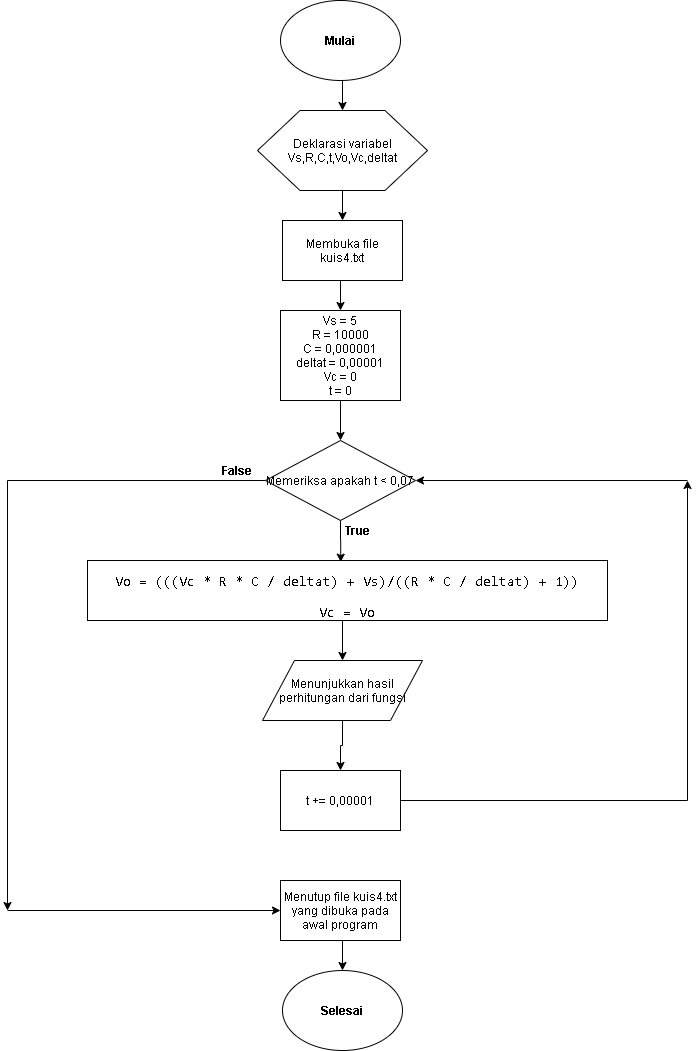 Mulai
Deklarasi variabel
Vs,R,C,t,Vo,Vc,deltat
Membuka file
kuis4.txt
Vs = 5
R = 10000
C = 0,000001
deltat = 0,00001
Vc = 0
t = 0
False
Memeriksa apakah t < 0,07
True
Vo = (((Vc * R * C / deltat) + Vs)/((R * C / deltat) + 1))
Vc = Vo
Menunjukkan hasil
perhitungan dari fungsi
t += 0,00001
Menutup file kuis4.txt
yang dibuka pada
awal program
Selesai